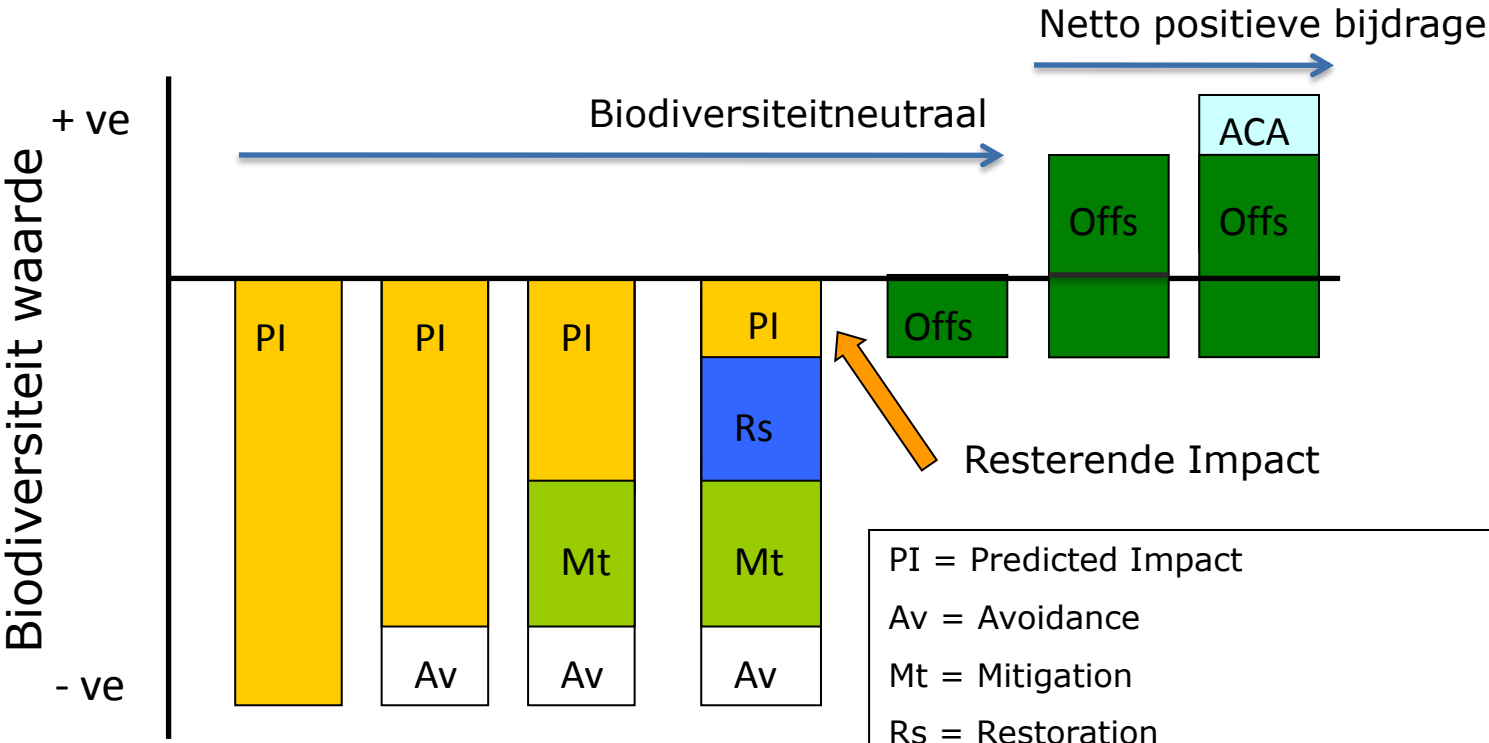 Netto positieve bijdrage
Biodiversiteitneutraal
+ ve
ACA
Biodiversiteit waarde
Offs
Offs
PI
PI
PI
PI
Offs
Rs
Resterende Impact
Mt
Mt
Av
Av
Av
- ve
PI = Predicted Impact
Av = Avoidance
Mt = Mitigation
Rs = Restoration